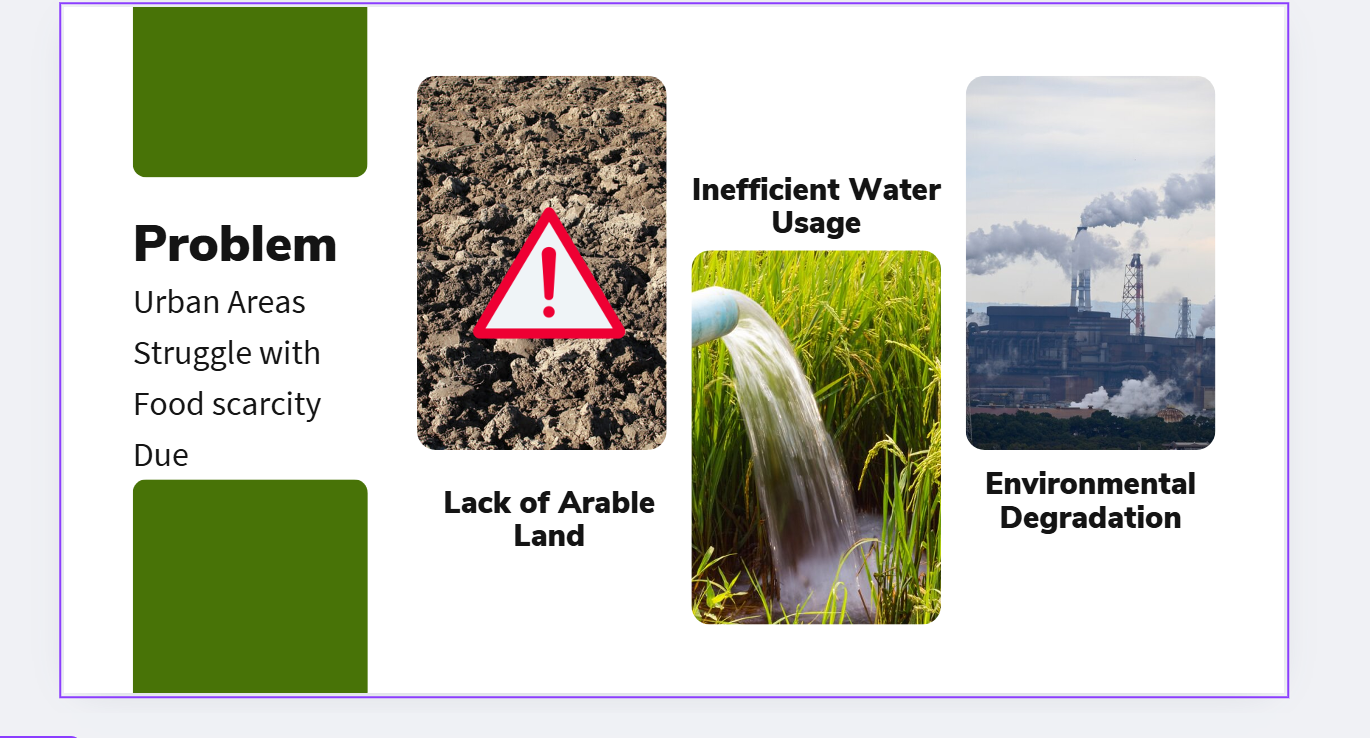 Problem
Urban Areas
Struggle with
Food scarcity
Due
Lack of Arable
Land
Inefficient Water
Usage
Environmental
Degradation